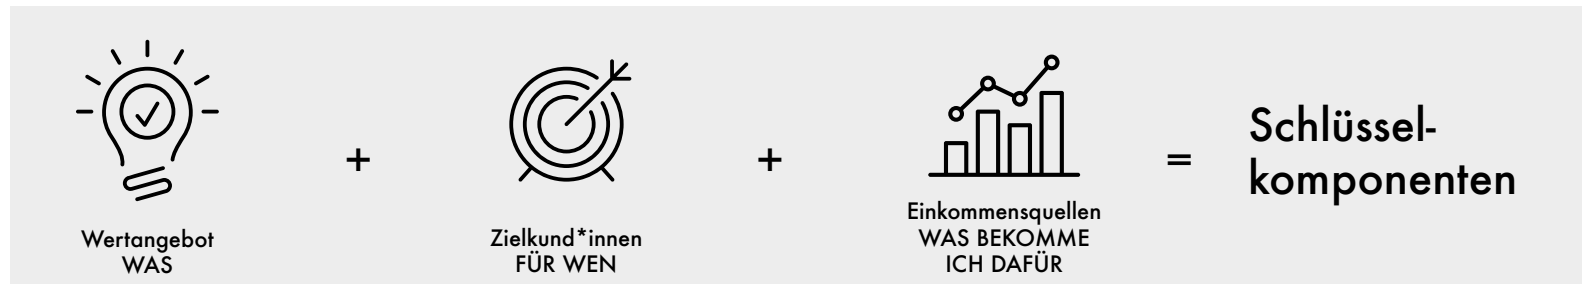 Wertangebot
WAS
+
Zielkund*innen
FÜR WEN
+
Einkommensquellen
WAS BEKOMME
ICH DAFÜR
=
Schlüssel-
komponenten